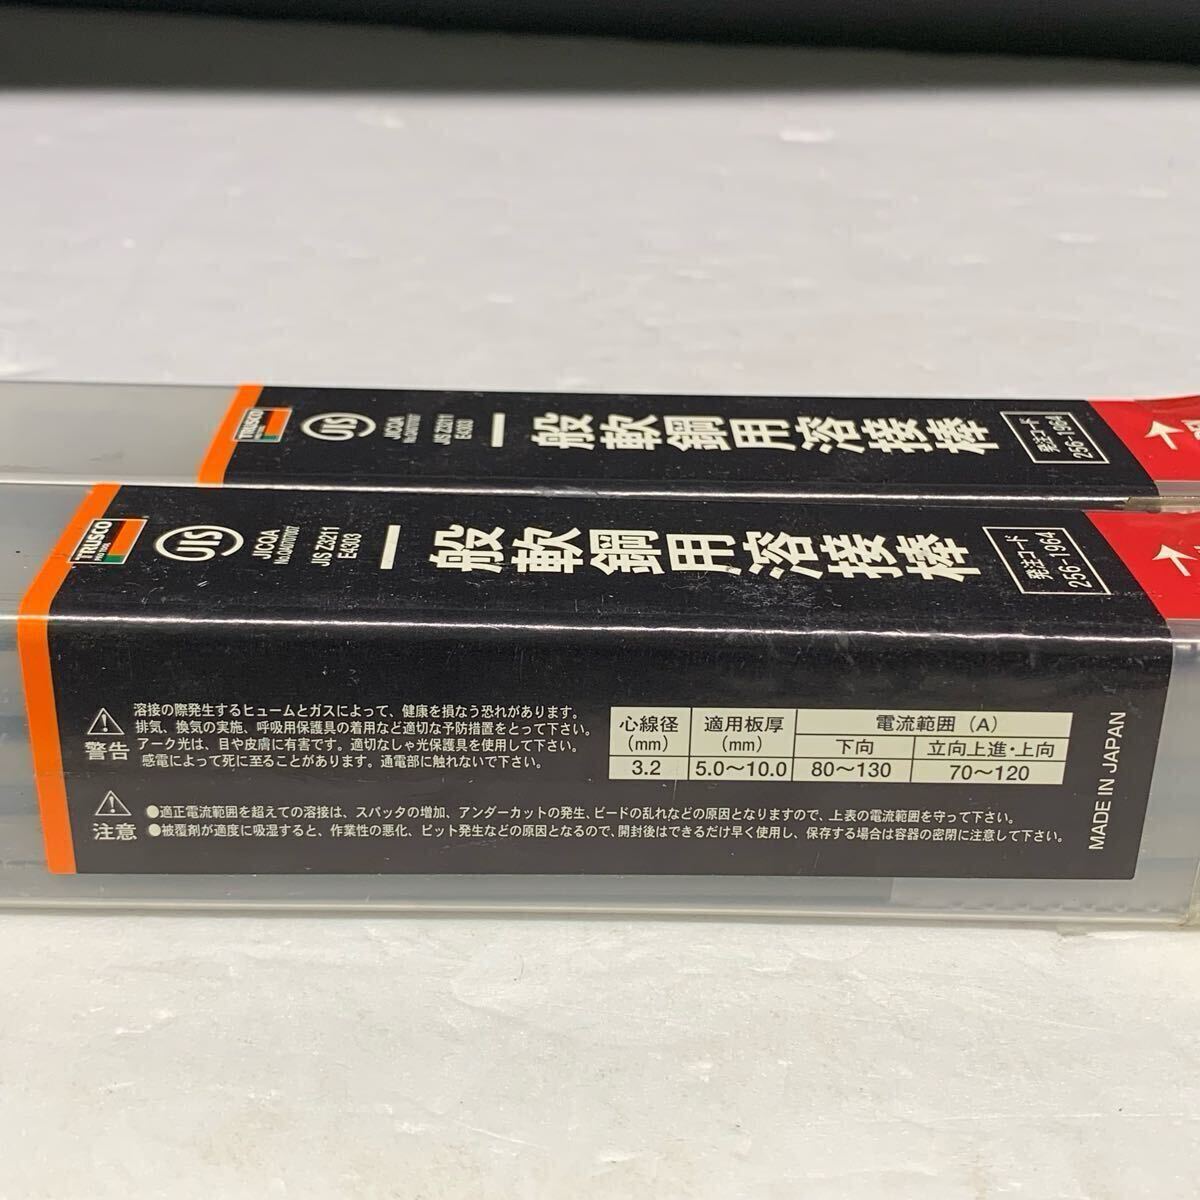 TRUSCO
JIS
JICQA
JIS Z3211
E4303
一般軟鋼用溶接棒
発注コード
256-1964
TRUSCO
JIS
JICQA
JIS Z3211
E4303
一般軟鋼用溶接棒
発注コード
256-1964
警告
溶接の際発生するヒュームとガスによって、健康を損なう恐れがあります。
排気、換気の実施、呼吸用保護具の着用など適切な予防措置をとって下さい。
アーク光は、目や皮膚に有害です。適切なしゃ光保護具を使用して下さい。
感電によって死に至ることがあります。通電部に触れないで下さい。
心線径 (mm) 適用板厚 (mm) 電流範囲 (A)
下向 立向上進・上向
3.2 5.0〜10.0 80〜130 70〜120
注意
●適正電流範囲を超えての溶接は、スパッタの増加、アンダーカットの発生、ビードの乱れなどの原因となりますので、上表の電流範囲を守って下さい。
●被覆剤が適度に吸湿すると、作業性の悪化、ピット発生などの原因となるので、開封後はできるだけ早く使用し、保存する場合は容器の密閉に注意して下さい。
MADE IN JAPAN